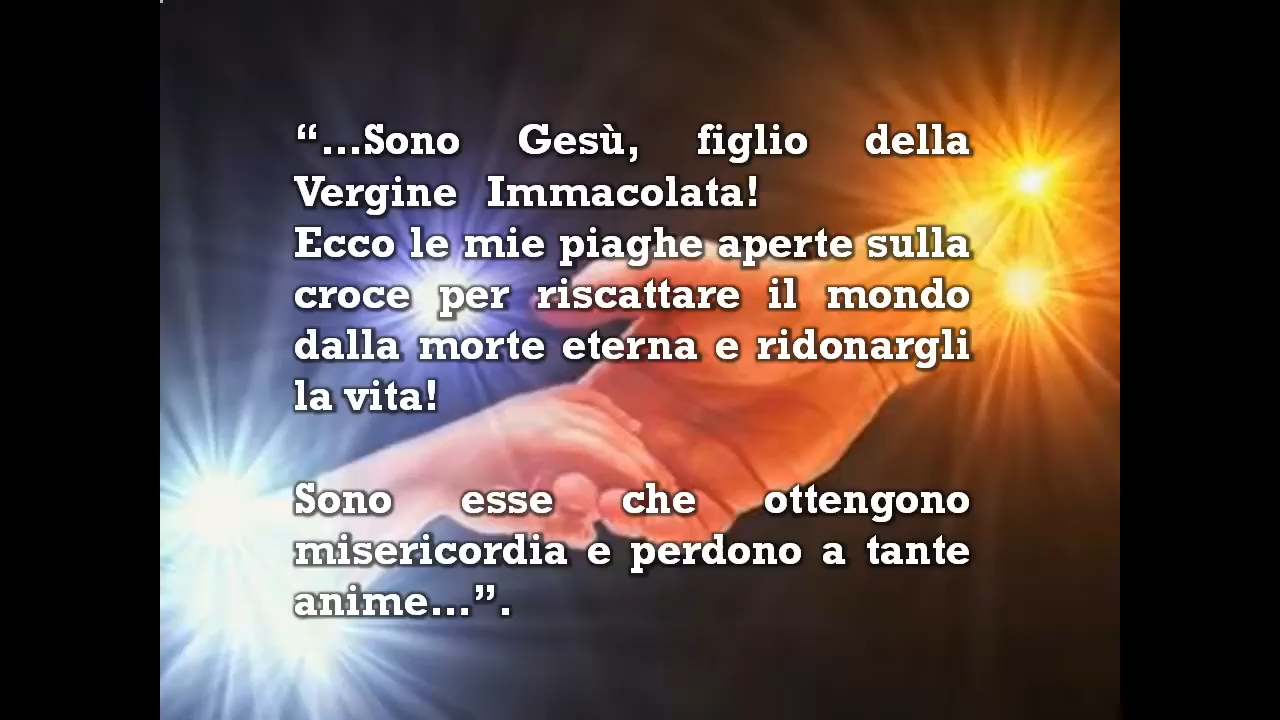 “...Sono Gesù, figlio della
Vergine Immacolata!
Ecco le mie piaghe aperte sulla
croce per riscattare il mondo
dalla morte eterna e ridonargli
la vita!
Sono esse che ottengono
misericordia e perdono a tante
anime...”.